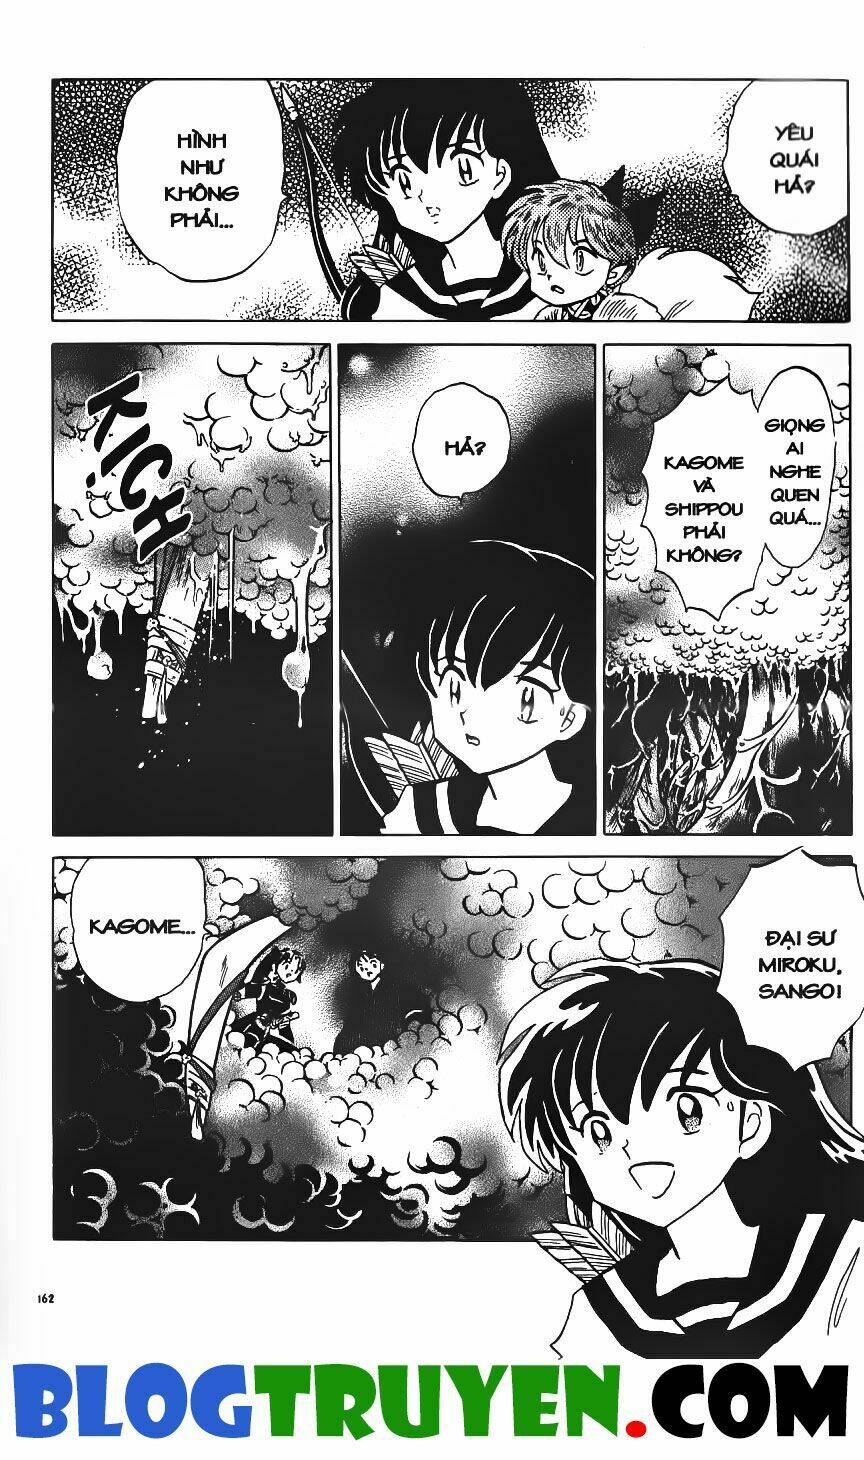 YÊU
QUÁI
HẢ?
HÌNH
NHƯ
KHÔNG
PHẢI...
GIỌNG
AI
NGHE
QUEN
QUÁ...
KAGOME
VÀ
SHIPPOU
PHẢI
KHÔNG?
HẢ?
KỊCH
ĐẠI SƯ
MIROKU,
SANGO!
KAGOME...
162
BLOGTRUYEN.COM